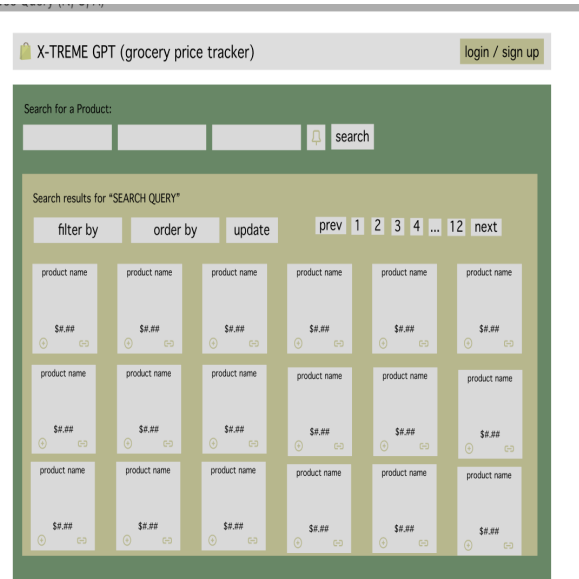 X-TREME GPT (grocery price tracker)
login / sign up
Search for a Product:
search
Search results for “SEARCH QUERY”
filter by order by update prev 1 2 3 4 ... 12 next
product name product name product name product name product name product name
$#.## $#.## $#.## $#.## $#.## $#.##
product name product name product name product name product name product name
$#.## $#.## $#.## $#.## $#.## $#.##
product name product name product name product name product name product name
$#.## $#.## $#.## $#.## $#.## $#.##